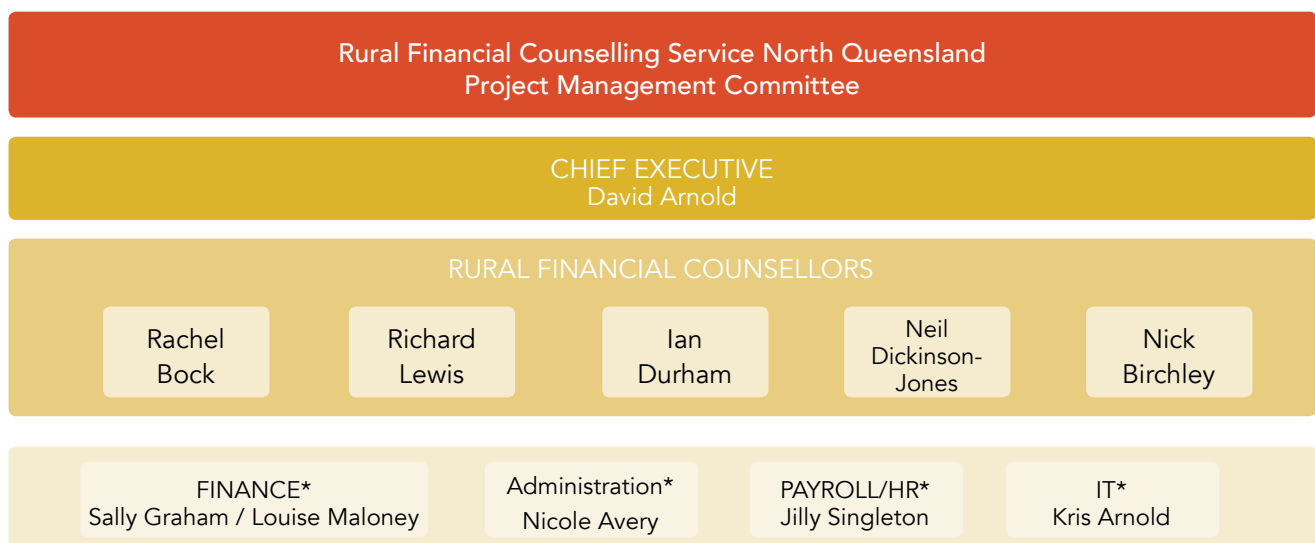 Rural Financial Counselling Service North Queensland
Project Management Committee
CHIEF EXECUTIVE
David Arnold
RURAL FINANCIAL COUNSELLORS
Rachel
Bock
Richard
Lewis
Ian
Durham
Neil
Dickinson-
Jones
Nick
Birchley
FINANCE*
Sally Graham / Louise Maloney
Administration*
Nicole Avery
PAYROLL/HR*
Jilly Singleton
IT*
Kris Arnold